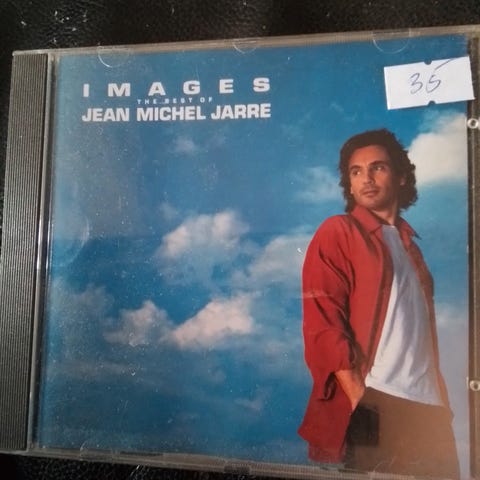 IMAGES
THE BEST OF
JEAN MICHEL JARRE
35